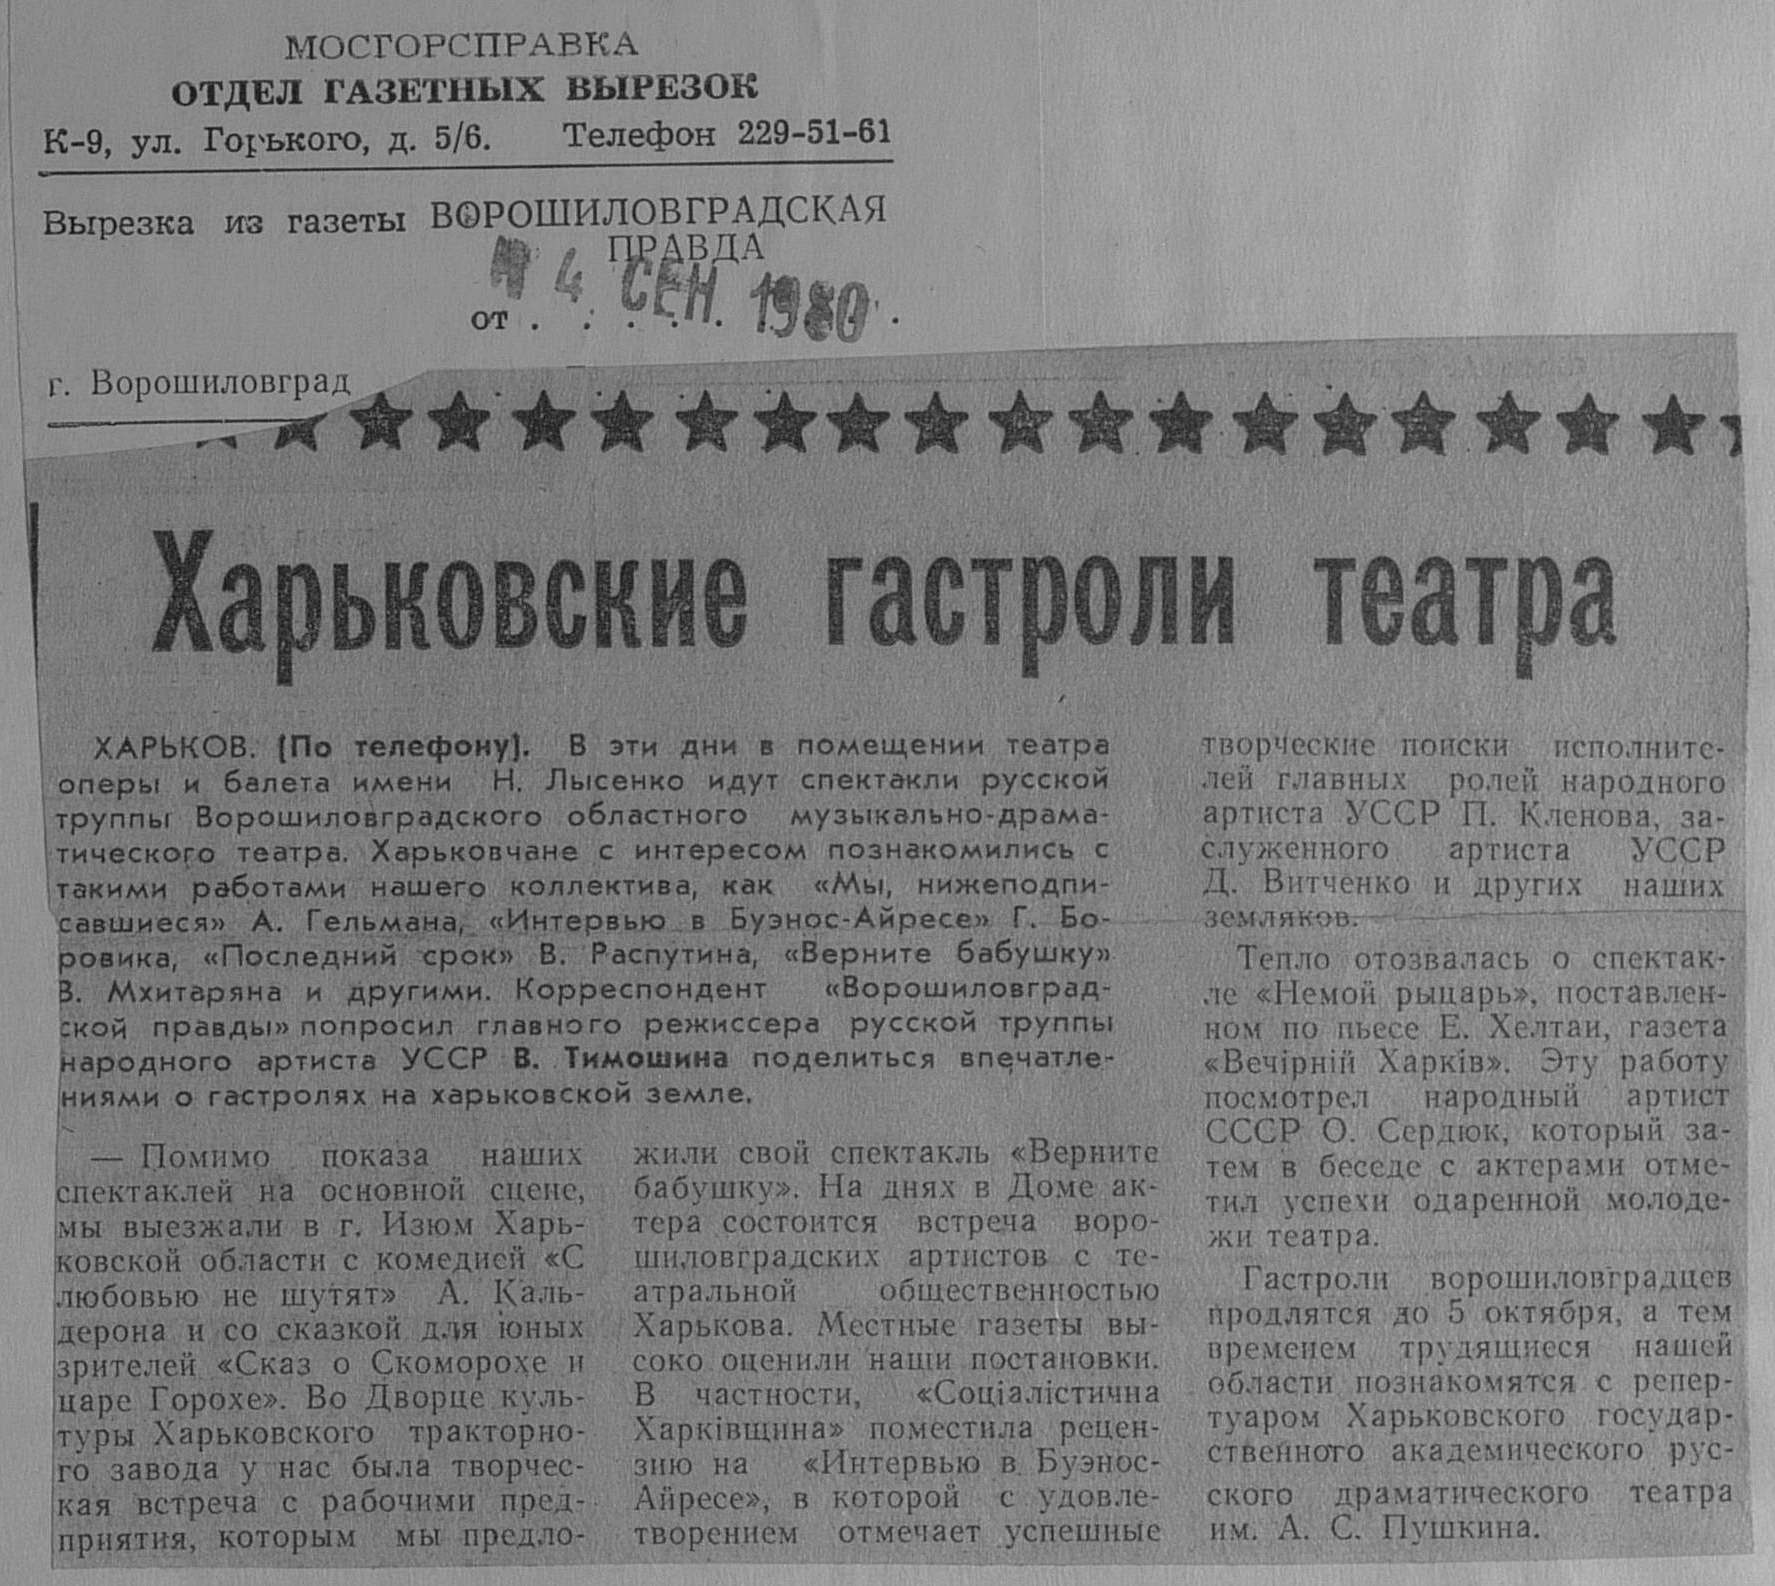 МОСГОРСПРАВКА
ОТДЕЛ ГАЗЕТНЫХ ВЫРЕЗОК
К-9, ул. Горького, д. 5/6. Телефон 229-51-61
Вырезка из газеты ВОРОШИЛОВГРАДСКАЯ
ПРАВДА
4 СЕН 1980
от . . . . . . .
г. Ворошиловград
Харьковские гастроли театра
ХАРЬКОВ. (По телефону). В эти дни в помещении театра
оперы и балета имени Н. Лысенко идут спектакли русской
труппы Ворошиловградского областного музыкально-драма-
тического театра. Харьковчане с интересом познакомились с
такими работами нашего коллектива, как «Мы, нижеподпи-
савшиеся» А. Гельмана, «Интервью в Буэнос-Айресе» Г. Бо-
ровика, «Последний срок» В. Распутина, «Верните бабушку»
В. Мхитаряна и другими. Корреспондент «Ворошиловград-
ской правды» попросил главного режиссера русской труппы
народного артиста УССР В. Тимошина поделиться впечатле-
ниями о гастролях на харьковской земле.
— Помимо показа наших
спектаклей на основной сцене,
мы выезжали в г. Изюм Харь-
ковской области с комедией «С
любовью не шутят» А. Каль-
дерона и со сказкой для юных
зрителей «Сказ о Скоморохе и
царе Горохе». Во Дворце куль-
туры Харьковского тракторно-
го завода у нас была творчес-
кая встреча с рабочими пред-
приятия, которым мы предло-
жили свой спектакль «Верните
бабушку». На днях в Доме ак-
тера состоится встреча воро-
шиловградских артистов с те-
атральной общественностью
Харькова. Местные газеты вы-
соко оценили наши постановки.
В частности, «Соціалістична
Харківщина» поместила рецен-
зию на «Интервью в Буэнос-
Айресе», в которой с удовле-
творением отмечает успешные
творческие поиски исполните-
лей главных ролей народного
артиста УССР П. Кленова, за-
служенного артиста УССР
Д. Витченко и других наших
земляков.
Тепло отозвалась о спектак-
ле «Немой рыцарь», поставлен-
ном по пьесе Е. Хелтаи, газета
«Вечірній Харків». Эту работу
посмотрел народный артист
СССР О. Сердюк, который за-
тем в беседе с актерами отме-
тил успехи одаренной молоде-
жи театра.
Гастроли ворошиловградцев
продлятся до 5 октября, а тем
временем трудящиеся нашей
области познакомятся с репер-
туаром Харьковского государ-
ственного академического рус-
ского драматического театра
им. А. С. Пушкина.